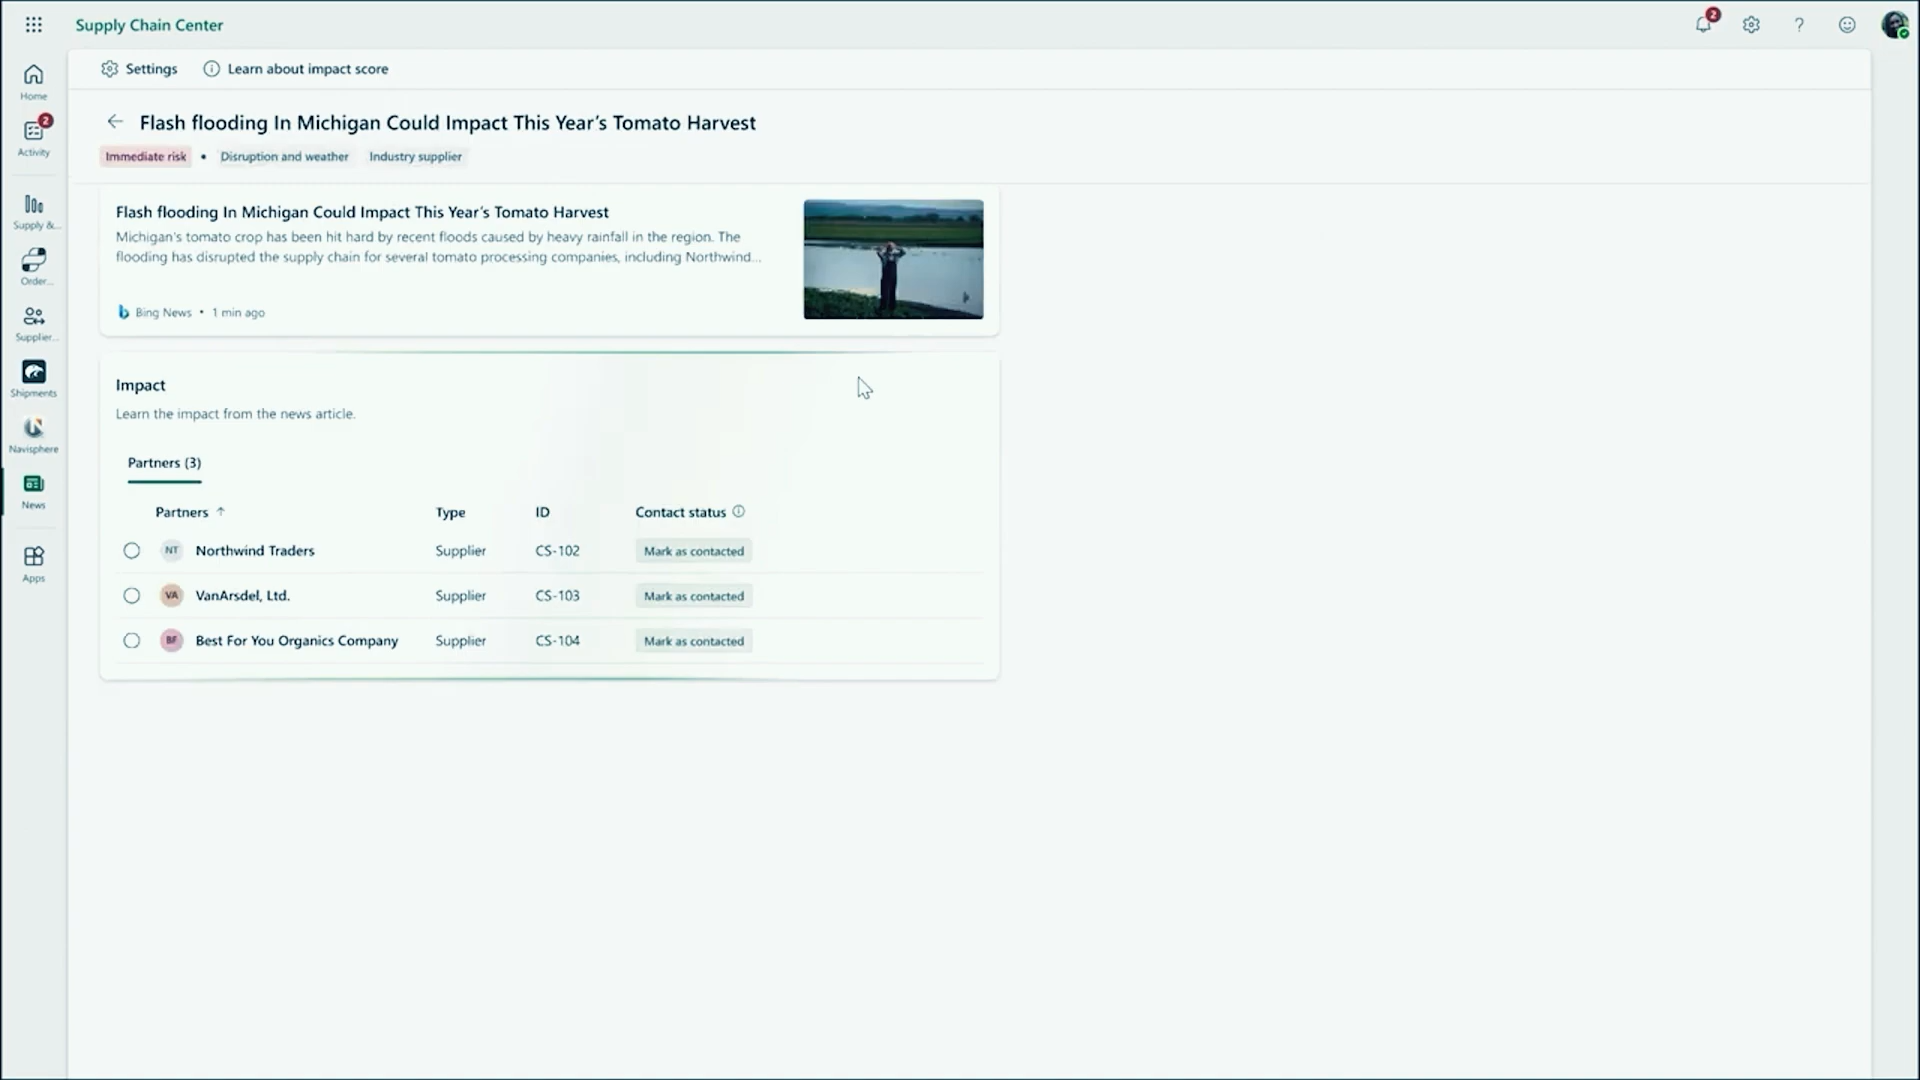 Supply Chain Center
2
Home
2
Activity
Supply &...
Order...
Supplier...
Shipments
Navisphere
News
Apps
Settings
Learn about impact score
Flash flooding In Michigan Could Impact This Year's Tomato Harvest
Immediate risk • Disruption and weather Industry supplier
Flash flooding In Michigan Could Impact This Year's Tomato Harvest
Michigan's tomato crop has been hit hard by recent floods caused by heavy rainfall in the region. The
flooding has disrupted the supply chain for several tomato processing companies, including Northwind...
Bing News • 1 min ago
Impact
Learn the impact from the news article.
Partners (3)
Partners ↑ Type ID Contact status
NT Northwind Traders Supplier CS-102 Mark as contacted
VA VanArsdel, Ltd. Supplier CS-103 Mark as contacted
BF Best For You Organics Company Supplier CS-104 Mark as contacted